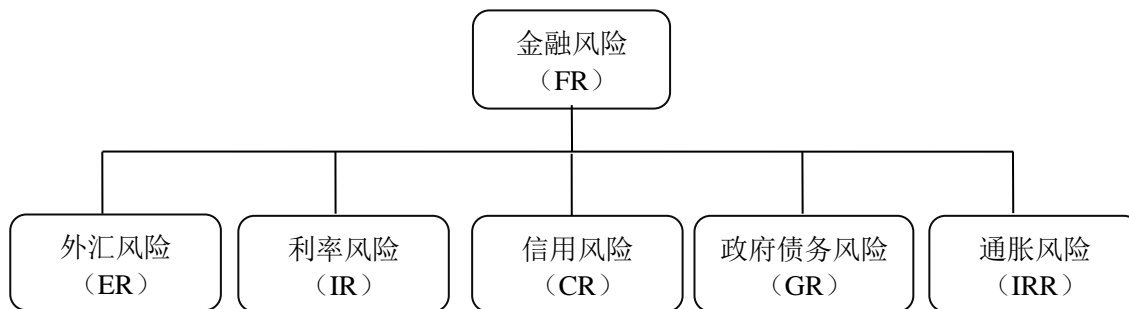 金融风险
（FR）
外汇风险
（ER）
利率风险
（IR）
信用风险
（CR）
政府债务风险
（GR）
通胀风险
（IRR）